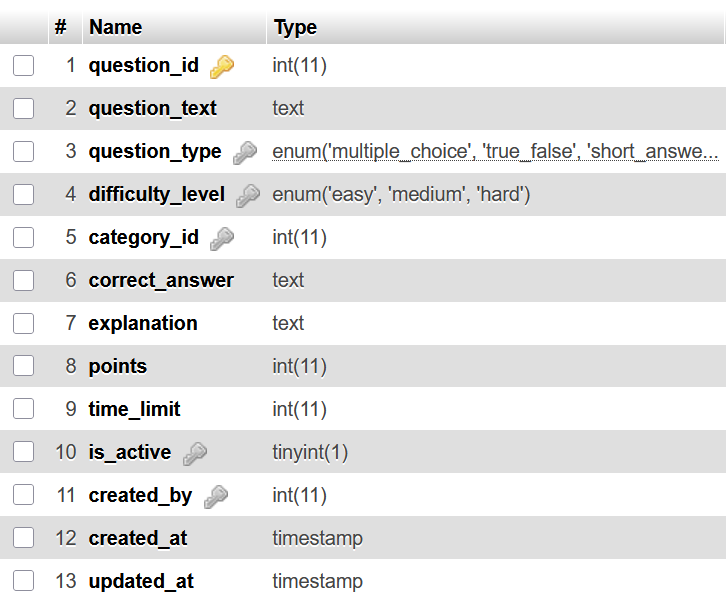 # Name Type
1 question_id int(11)
2 question_text text
3 question_type enum('multiple_choice', 'true_false', 'short_answe...
4 difficulty_level enum('easy', 'medium', 'hard')
5 category_id int(11)
6 correct_answer text
7 explanation text
8 points int(11)
9 time_limit int(11)
10 is_active tinyint(1)
11 created_by int(11)
12 created_at timestamp
13 updated_at timestamp